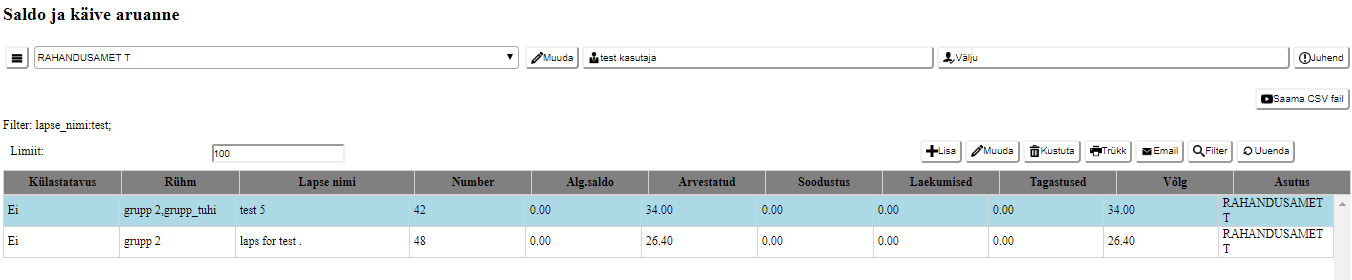 Saldo ja käive aruanne
RAHANDUSAMET T Muuda test kasutaja Välju Juhend
Saama CSV fail
Filter: lapse_nimi:test;
Limiit: 100 Lisa Muuda Kustuta Trükk Email Filter Uuenda
Külastatavus Rühm Lapse nimi Number Alg.saldo Arvestatud Soodustus Laekumised Tagastused Võlg Asutus
Ei grupp 2,grupp_tuhi test 5 42 0.00 34.00 0.00 0.00 0.00 34.00 RAHANDUSAMET
T
Ei grupp 2 laps for test . 48 0.00 26.40 0.00 0.00 0.00 26.40 RAHANDUSAMET
T